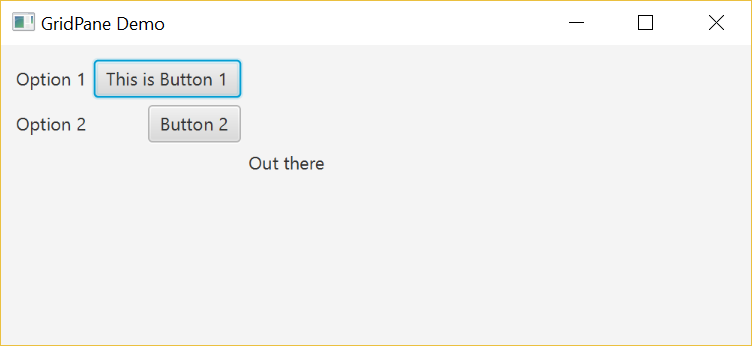 GridPane Demo
Option 1 This is Button 1
Option 2 Button 2
Out there